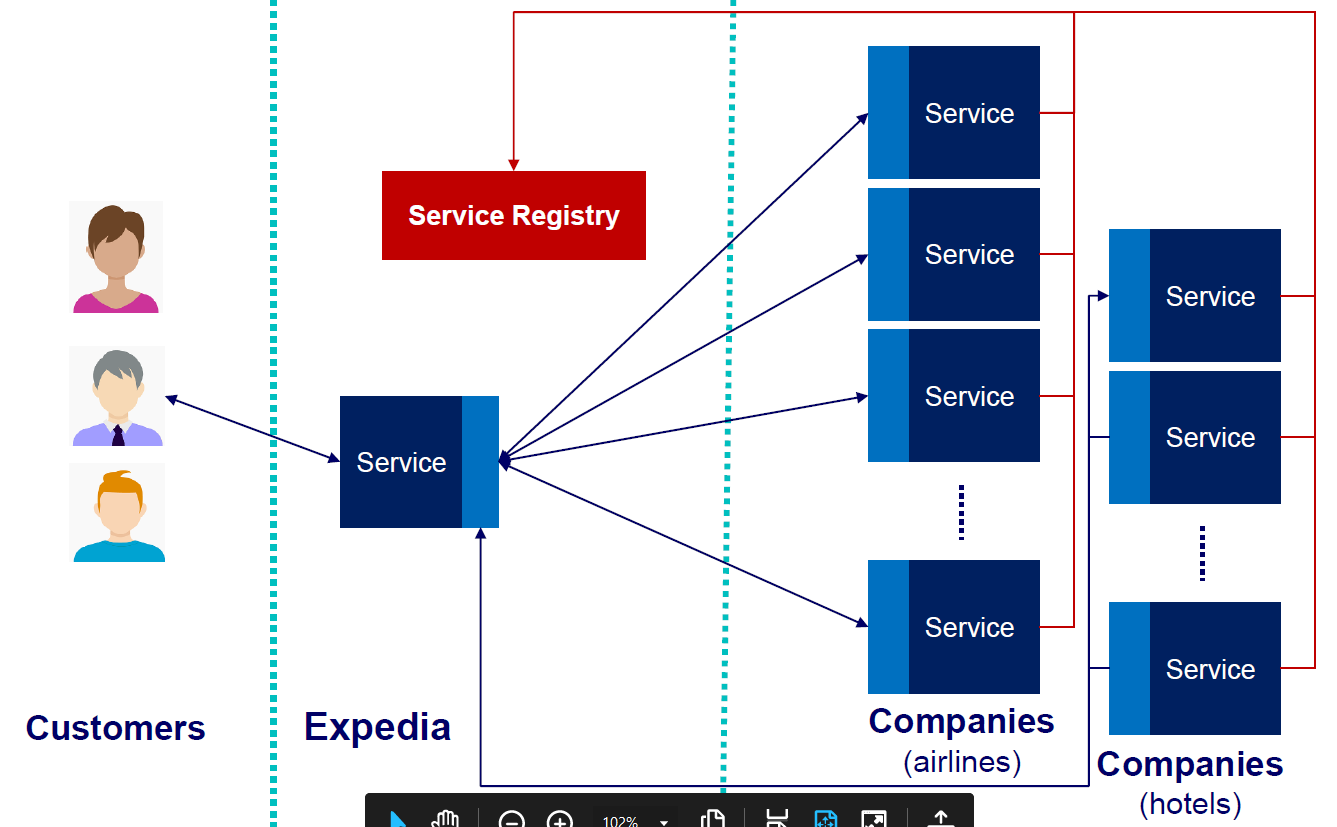 Service Registry
Service
Service
Service
Service
Service
Service
Service
Service
Customers
Expedia
Companies
(airlines)
Companies
(hotels)
102%